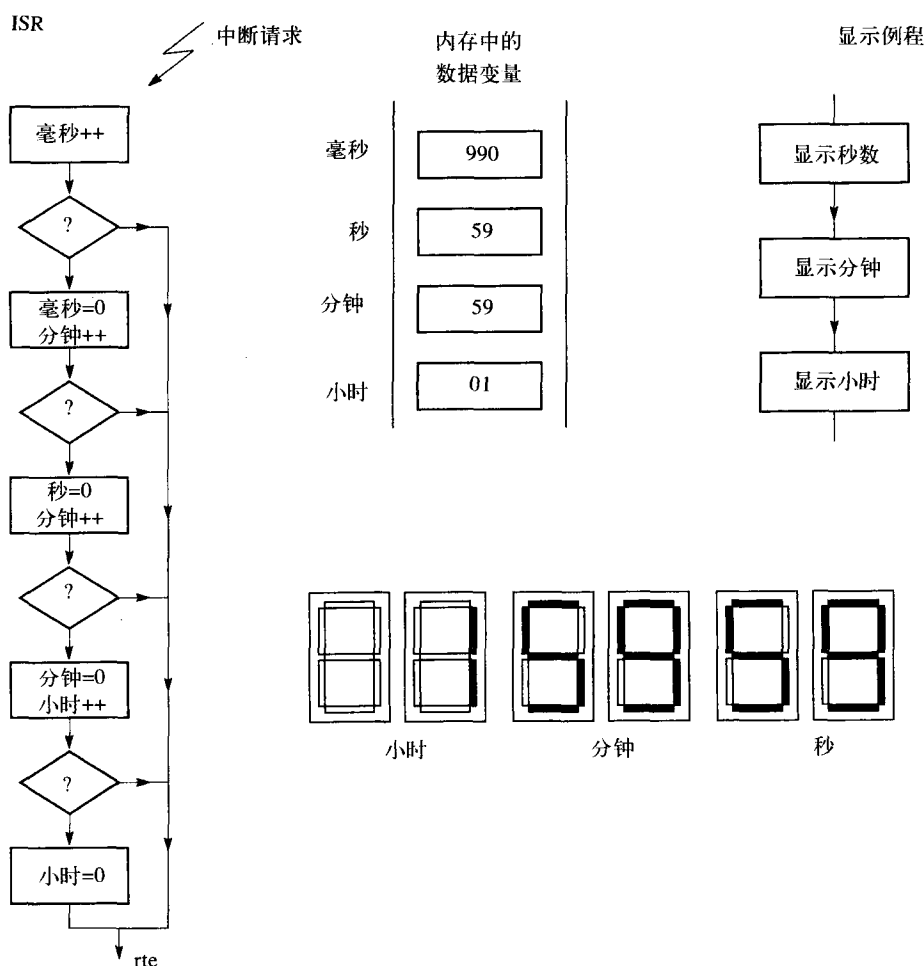 ISR
中断请求
毫秒++
?
毫秒=0
分钟++
?
秒=0
分钟++
?
分钟=0
小时++
?
小时=0
rte
内存中的
数据变量
毫秒
990
秒
59
分钟
59
小时
01
显示例程
显示秒数
显示分钟
显示小时
1
59
59
小时
分钟
秒